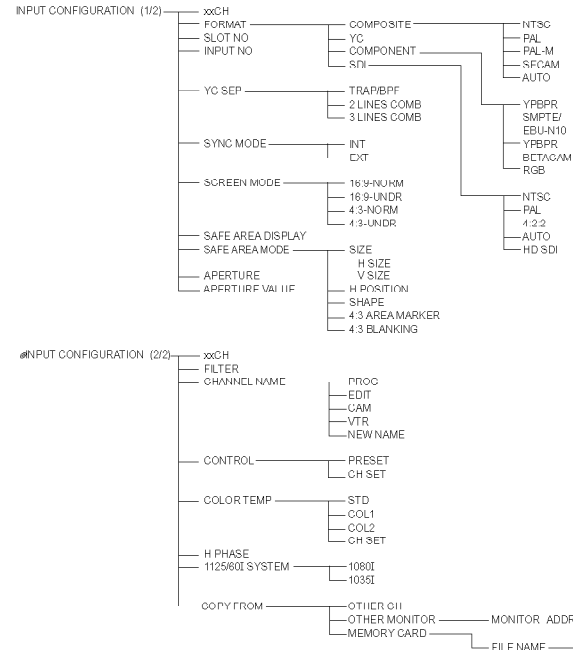 INPUT CONFIGURATION (1/2) xxCH
FORMAT COMPOSITE NTSC
SLOT NO YC PAL
INPUT NO COMPONENT PAL-M
SDI SECAM
AUTO
YC SEP TRAP/BPF YPBPR
2 LINES COMB SMPTE/
3 LINES COMB EBU-N10
SYNC MODE INT YPBPR
EXT BETACAM
RGB
SCREEN MODE 16:9-NORM
16:9-UNDR NTSC
4:3-NORM PAL
4:3-UNDR 4:2:2
SAFE AREA DISPLAY AUTO
SAFE AREA MODE SIZE HD SDI
H SIZE
APERTURE V SIZE
APERTURE VALUE H POSITION
SHAPE
4:3 AREA MARKER
4:3 BLANKING
INPUT CONFIGURATION (2/2) xxCH
FILTER
CHANNEL NAME PROG
EDIT
CAM
VTR
NEW NAME
CONTROL PRESET
CH SET
COLOR TEMP STD
COL1
COL2
CH SET
H PHASE
1125/60I SYSTEM 1080I
1035I
COPY FROM OTHER CH
OTHER MONITOR MONITOR ADDR
MEMORY CARD
FILE NAME